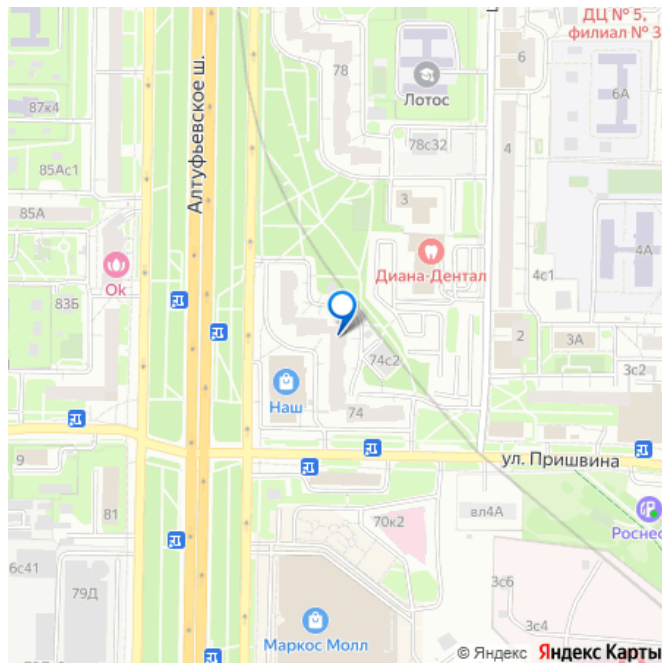 ДЦ № 5,
филиал № 3
78
6
Лотос
6А
87к4
78с32
4
85Ас1
Алтуфьевское ш.
3
85А
Диана-Дентал
4А
Ok
4с1
83Б
2
3А
74с2
3с2
Наш
74
9
ул. Пришвина
81
70к2
вл4А
Роснес
6с41
79Д
3с6
3с4
Маркос Молл
© Яндекс Яндекс Карты